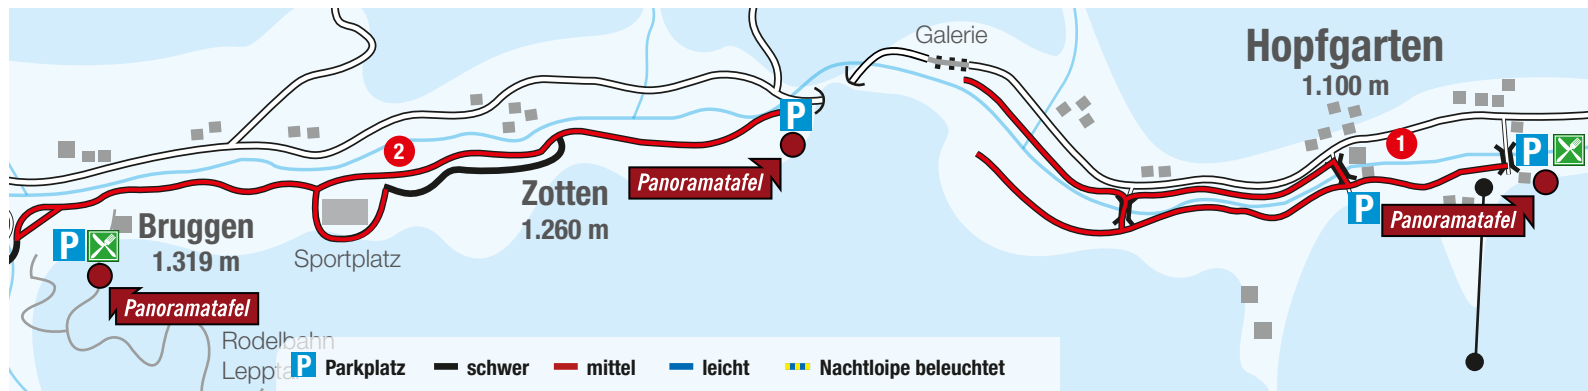 Galerie
Hopfgarten
1.100 m
P
2
1
P
Panoramatafel
Zotten
1.260 m
P
Panoramatafel
Bruggen
1.319 m
P
Sportplatz
Panoramatafel
Rodelbahn
Leppta
P Parkplatz schwer mittel leicht Nachtloipe beleuchtet